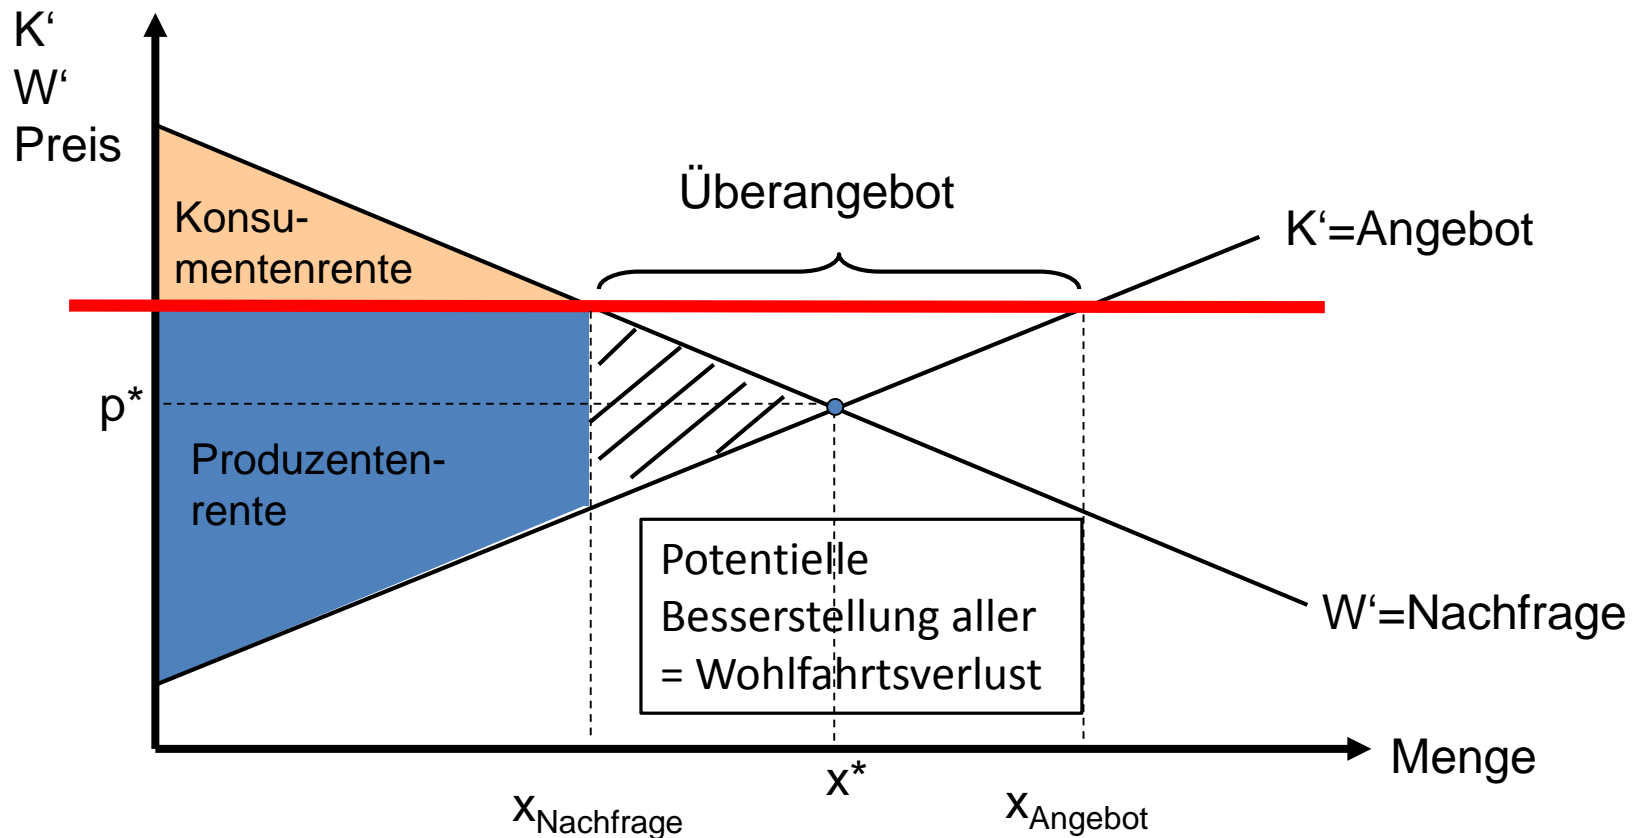 K‘
W‘
Preis
Überangebot
Konsu-
mentenrente
K‘=Angebot
p*
Produzenten-
rente
Potentielle
Besserstellung aller
= Wohlfahrtsverlust
W‘=Nachfrage
Menge
xNachfrage
x*
xAngebot